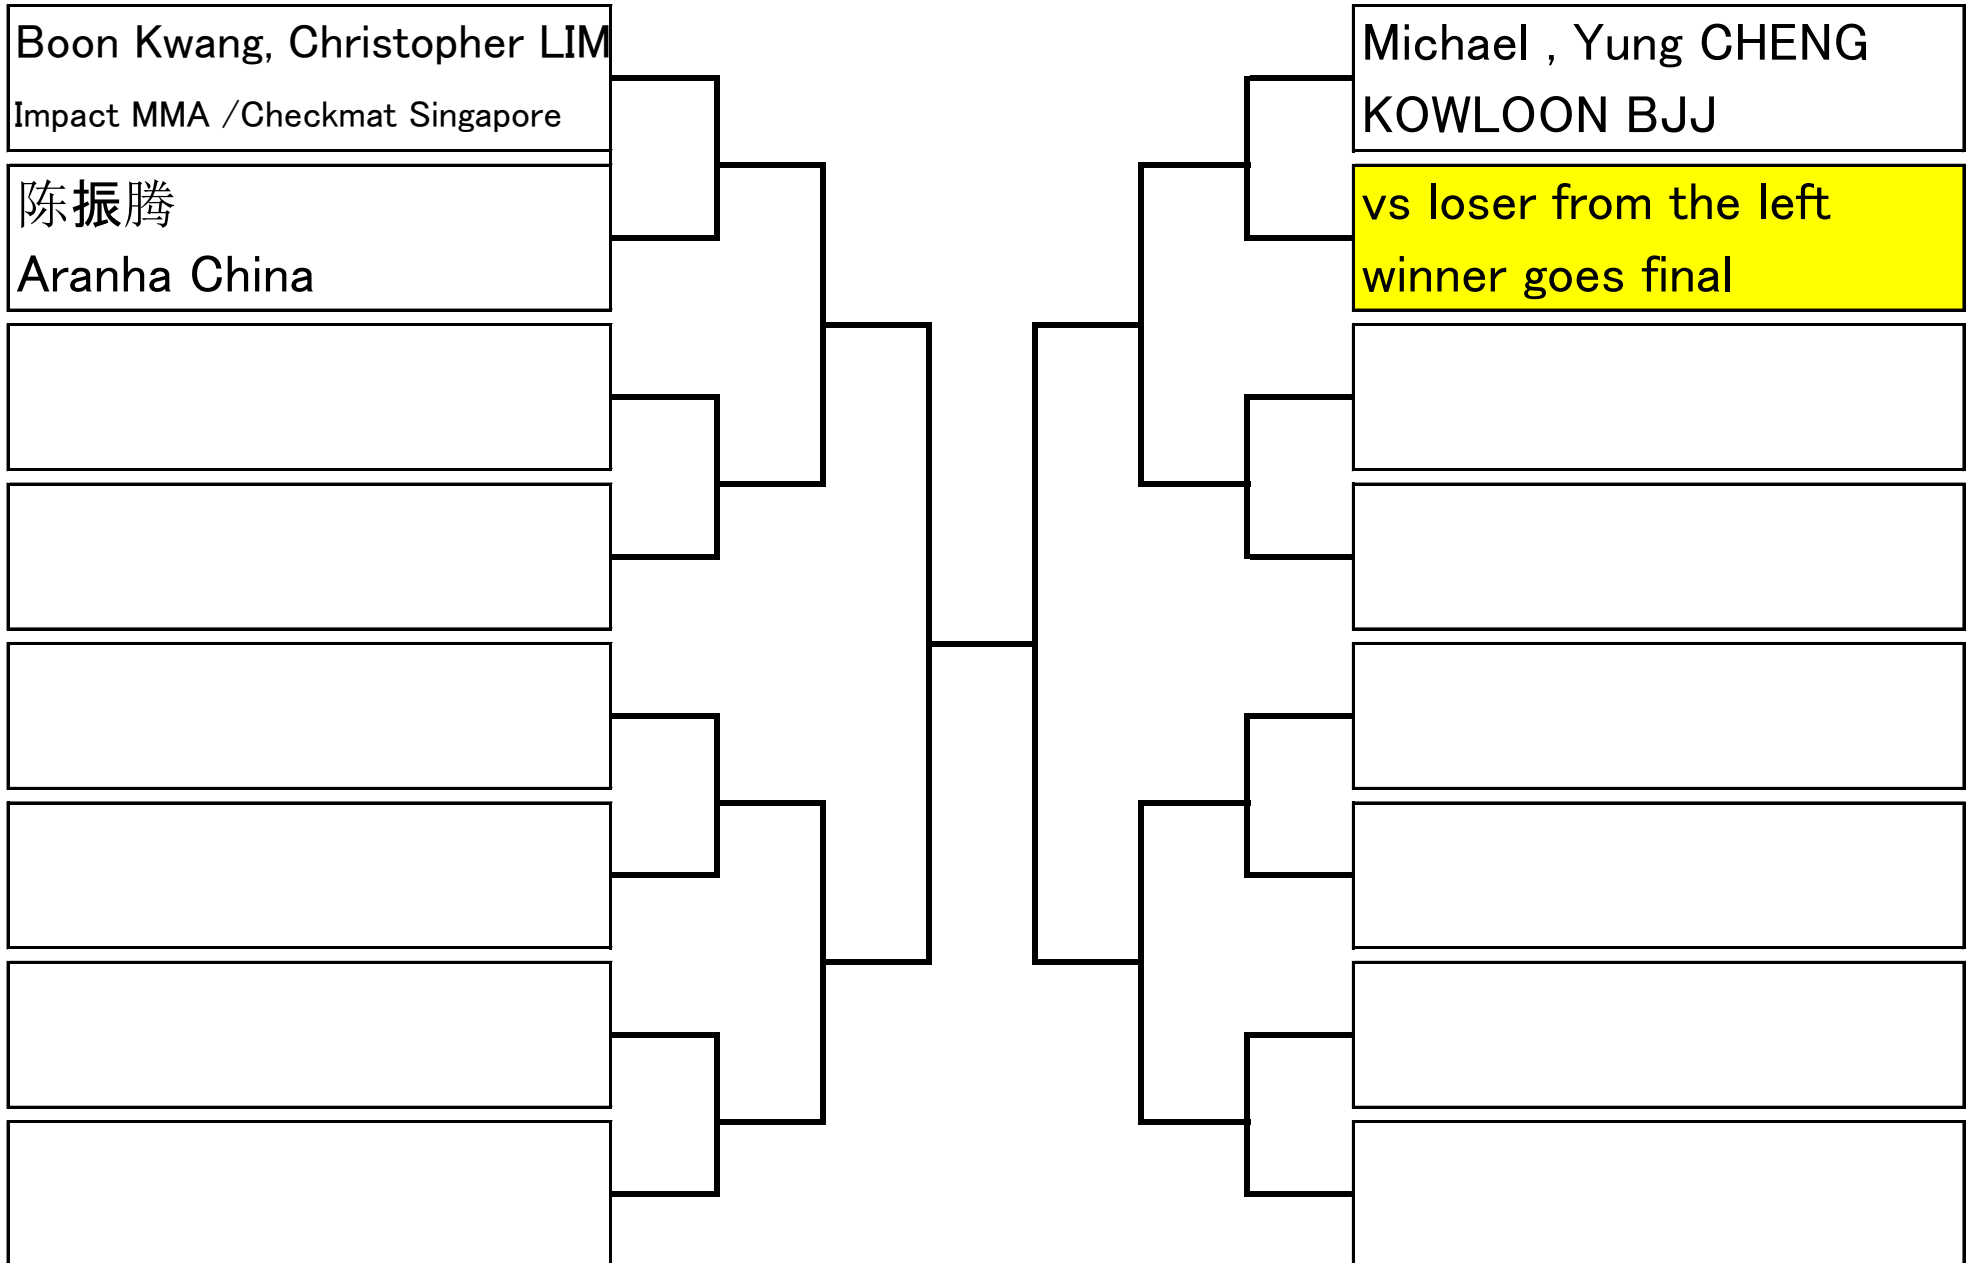 Boon Kwang, Christopher LIM
Impact MMA /Checkmat Singapore
陈振腾
Aranha China
Michael , Yung CHENG
KOWLOON BJJ
vs loser from the left
winner goes final